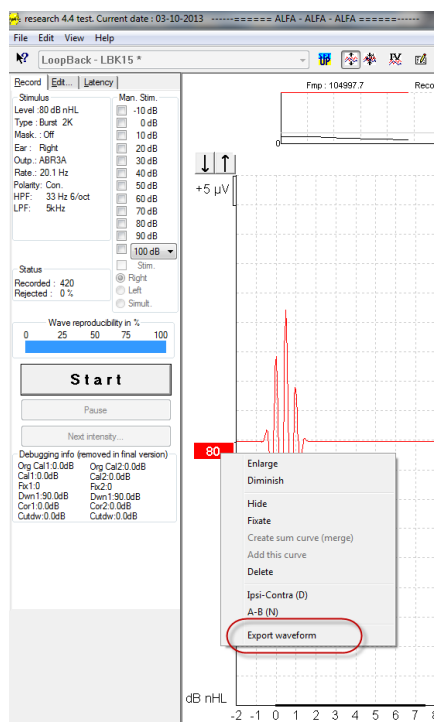 research 4.4 test. Current date : 03-10-2013 ------====== ALFA - ALFA - ALFA ======------
File Edit View Help
LoopBack - LBK15 *
Record Edit... Latency
Fmp : 104997.7 Reco
Stimulus
Level :80 dB nHL
Type : Burst 2K
Mask. : Off
Ear : Right
Outp.: ABR3A
Rate.: 20.1 Hz
Polarity: Con.
HPF: 33 Hz 6/oct
LPF: 5kHz
Man. Stim.
-10 dB
0 dB
10 dB
20 dB
30 dB
40 dB
50 dB
60 dB
70 dB
80 dB
90 dB
100 dB
Stim.
Right
Left
Simult.
Status
Recorded : 420
Rejected : 0 %
Wave reproducibility in %
0 25 50 75 100
Start
Pause
Next intensity...
Debugging info (removed in final version)
Org Cal1:0.0dB Org Cal2:0.0dB
Cal1:0.0dB Cal2:0.0dB
Fix1:0 Fix2:0
Dwn1:90.0dB Dwn1:90.0dB
Cor1:0.0dB Cor2:0.0dB
Cutdw:0.0dB Cutdw:0.0dB
0
+5 µV
80
Enlarge
Diminish
Hide
Fixate
Create sum curve (merge)
Add this curve
Delete
Ipsi-Contra (D)
A-B (N)
Export waveform
dB nHL
-2 -1 0 1 2 3 4 5 6 7 8